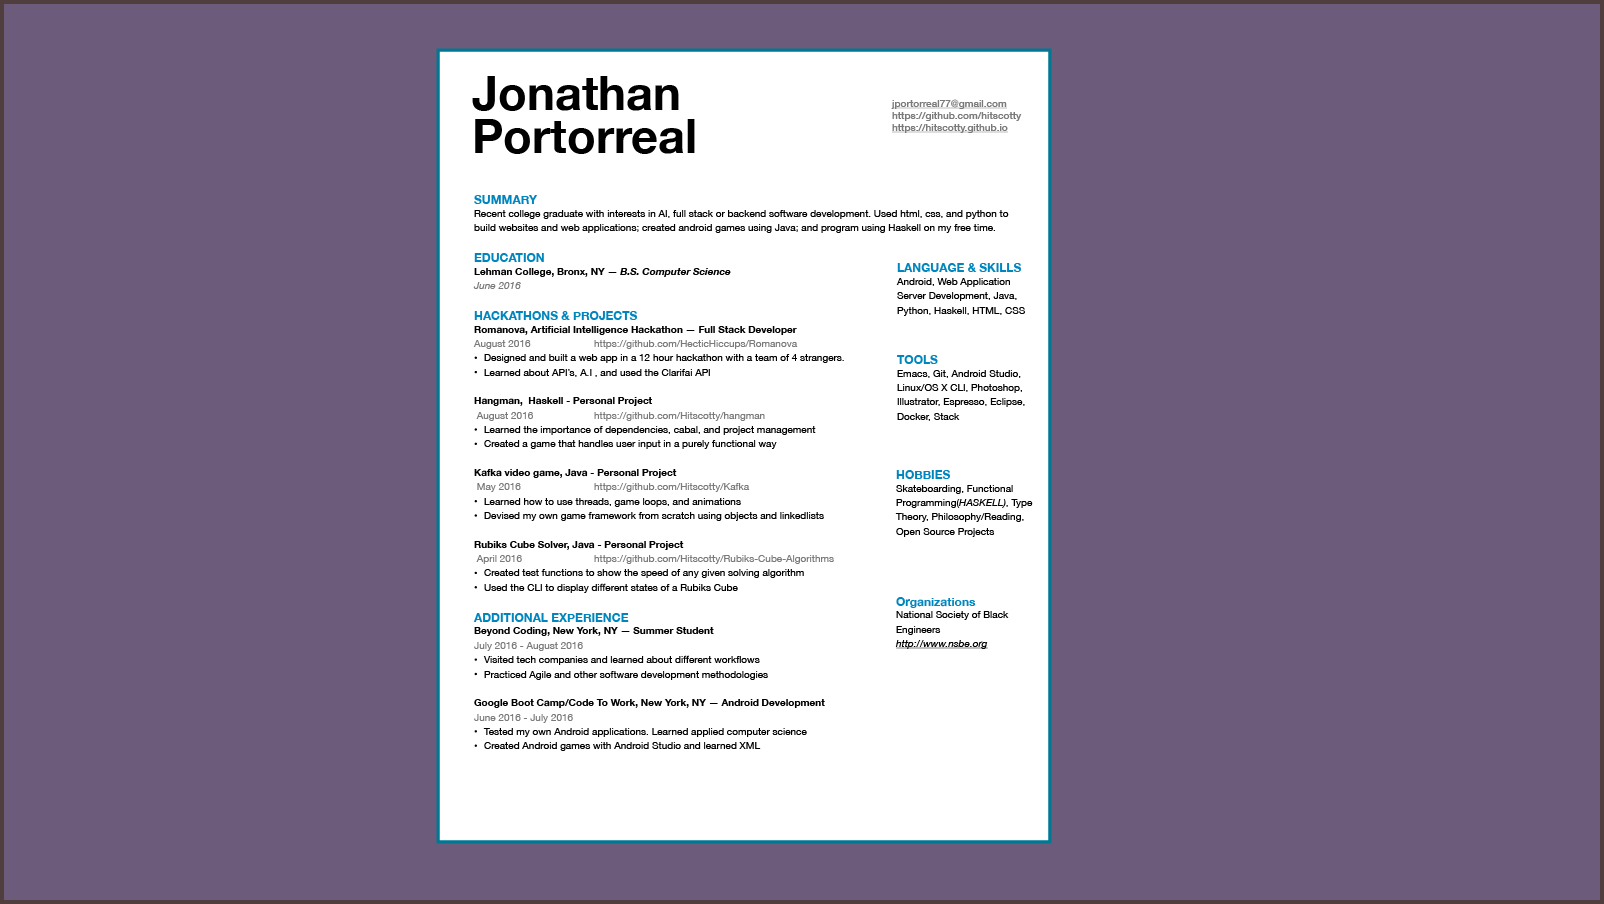 Jonathan
Portorreal
jportorreal77@gmail.com
https://github.com/hitscotty
https://hitscotty.github.io
SUMMARY
Recent college graduate with interests in AI, full stack or backend software development. Used html, css, and python to
build websites and web applications; created android games using Java; and program using Haskell on my free time.
EDUCATION
Lehman College, Bronx, NY — B.S. Computer Science
June 2016
HACKATHONS & PROJECTS
Romanova, Artificial Intelligence Hackathon — Full Stack Developer
August 2016 https://github.com/HecticHiccups/Romanova
• Designed and built a web app in a 12 hour hackathon with a team of 4 strangers.
• Learned about API's, A.I , and used the Clarifai API
Hangman,  Haskell - Personal Project
August 2016 https://github.com/Hitscotty/hangman
• Learned the importance of dependencies, cabal, and project management
• Created a game that handles user input in a purely functional way
Kafka video game, Java - Personal Project
May 2016 https://github.com/Hitscotty/Kafka
• Learned how to use threads, game loops, and animations
• Devised my own game framework from scratch using objects and linkedlists
Rubiks Cube Solver, Java - Personal Project
April 2016 https://github.com/Hitscotty/Rubiks-Cube-Algorithms
• Created test functions to show the speed of any given solving algorithm
• Used the CLI to display different states of a Rubiks Cube
ADDITIONAL EXPERIENCE
Beyond Coding, New York, NY — Summer Student
July 2016 - August 2016
• Visited tech companies and learned about different workflows
• Practiced Agile and other software development methodologies
Google Boot Camp/Code To Work, New York, NY — Android Development
June 2016 - July 2016
• Tested my own Android applications. Learned applied computer science
• Created Android games with Android Studio and learned XML
LANGUAGE & SKILLS
Android, Web Application
Server Development, Java,
Python, Haskell, HTML, CSS
TOOLS
Emacs, Git, Android Studio,
Linux/OS X CLI, Photoshop,
Illustrator, Espresso, Eclipse,
Docker, Stack
HOBBIES
Skateboarding, Functional
Programming(HASKELL), Type
Theory, Philosophy/Reading,
Open Source Projects
Organizations
National Society of Black
Engineers
http://www.nsbe.org